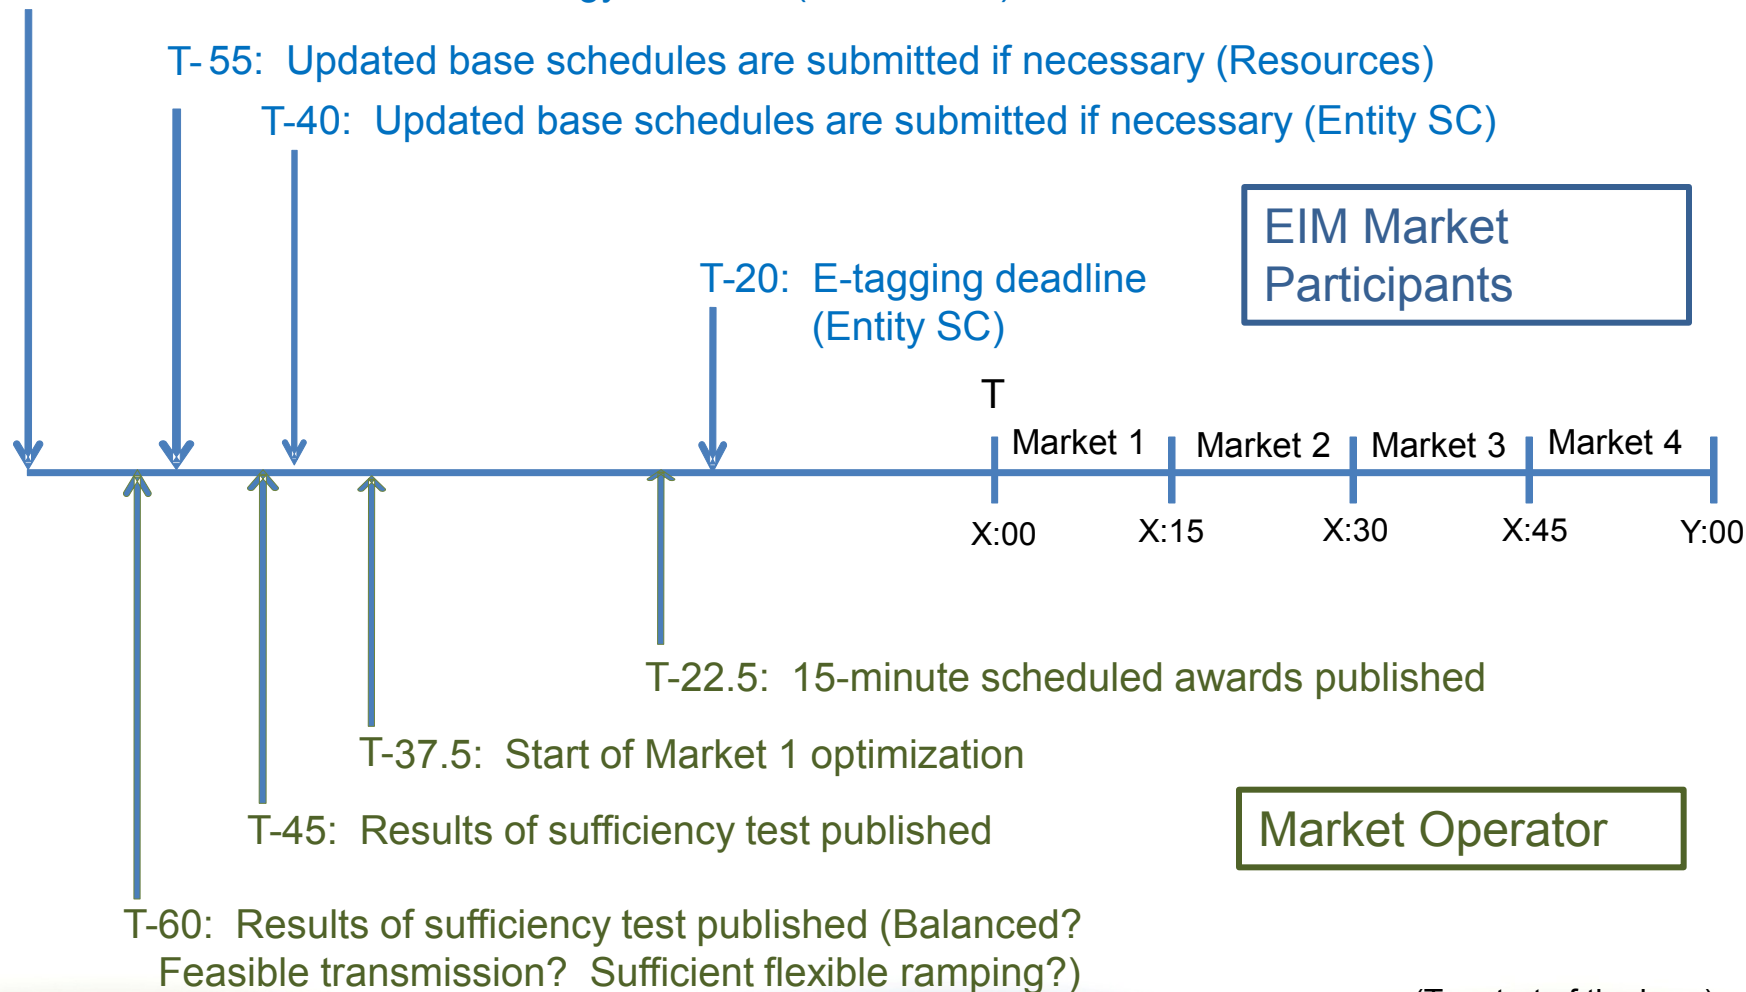 T-55: Updated base schedules are submitted if necessary (Resources)
T-40: Updated base schedules are submitted if necessary (Entity SC)
EIM Market
Participants
T-20: E-tagging deadline
(Entity SC)
T
Market 1
Market 2
Market 3
Market 4
X:00
X:15
X:30
X:45
Y:00
T-22.5: 15-minute scheduled awards published
T-37.5: Start of Market 1 optimization
T-45: Results of sufficiency test published
Market Operator
T-60: Results of sufficiency test published (Balanced?
Feasible transmission? Sufficient flexible ramping?)